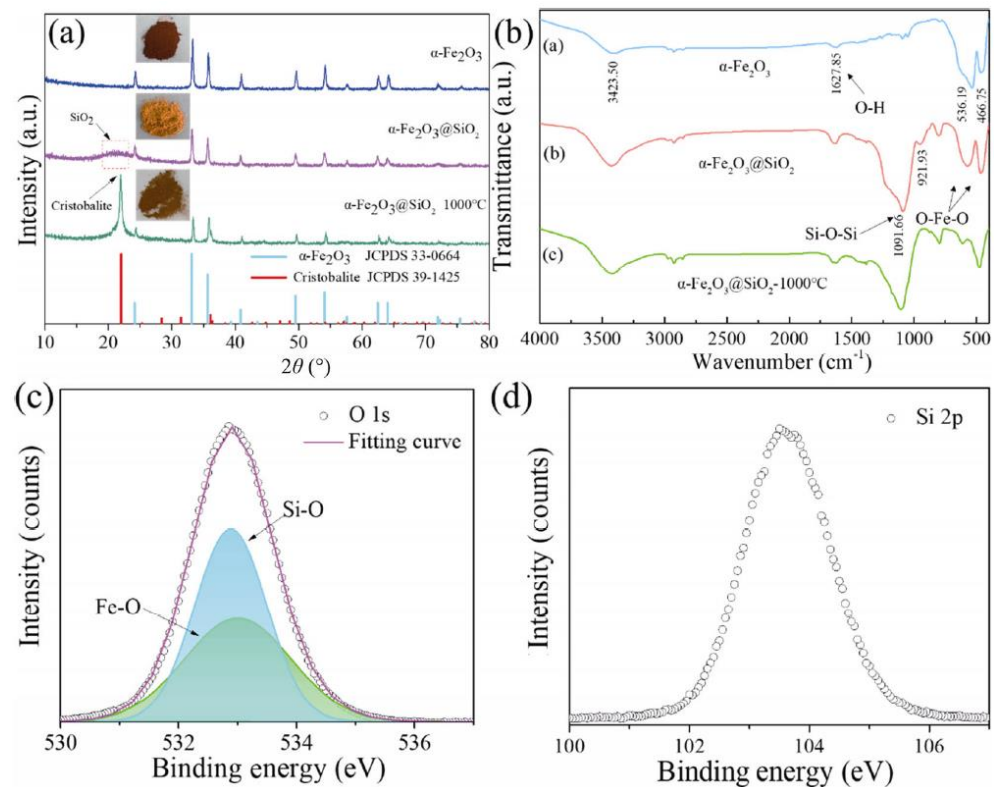 (a)
α-Fe₂O₃
SiO₂
α-Fe₂O₃@SiO₂
Cristobalite
α-Fe₂O₃@SiO₂ 1000℃
α-Fe₂O₃ JCPDS 33-0664
Cristobalite JCPDS 39-1425
10 20 30 40 50 60 70 80
2θ (°)
Intensity (a.u.)
(b)
(a)
α-Fe₂O₃
3423.50
1627.85
O-H
536.19
466.75
(b)
α-Fe₂O₃@SiO₂
921.93
Si-O-Si
1091.66
O-Fe-O
(c)
α-Fe₂O₃@SiO₂-1000℃
4000 3000 2000 1000 400
Wavenumber (cm⁻¹)
Transmittance (a.u.)
(c)
O 1s
Fitting curve
Si-O
Fe-O
530 532 534 536
Binding energy (eV)
Intensity (counts)
(d)
Si 2p
100 102 104 106
Binding energy (eV)
Intensity (counts)